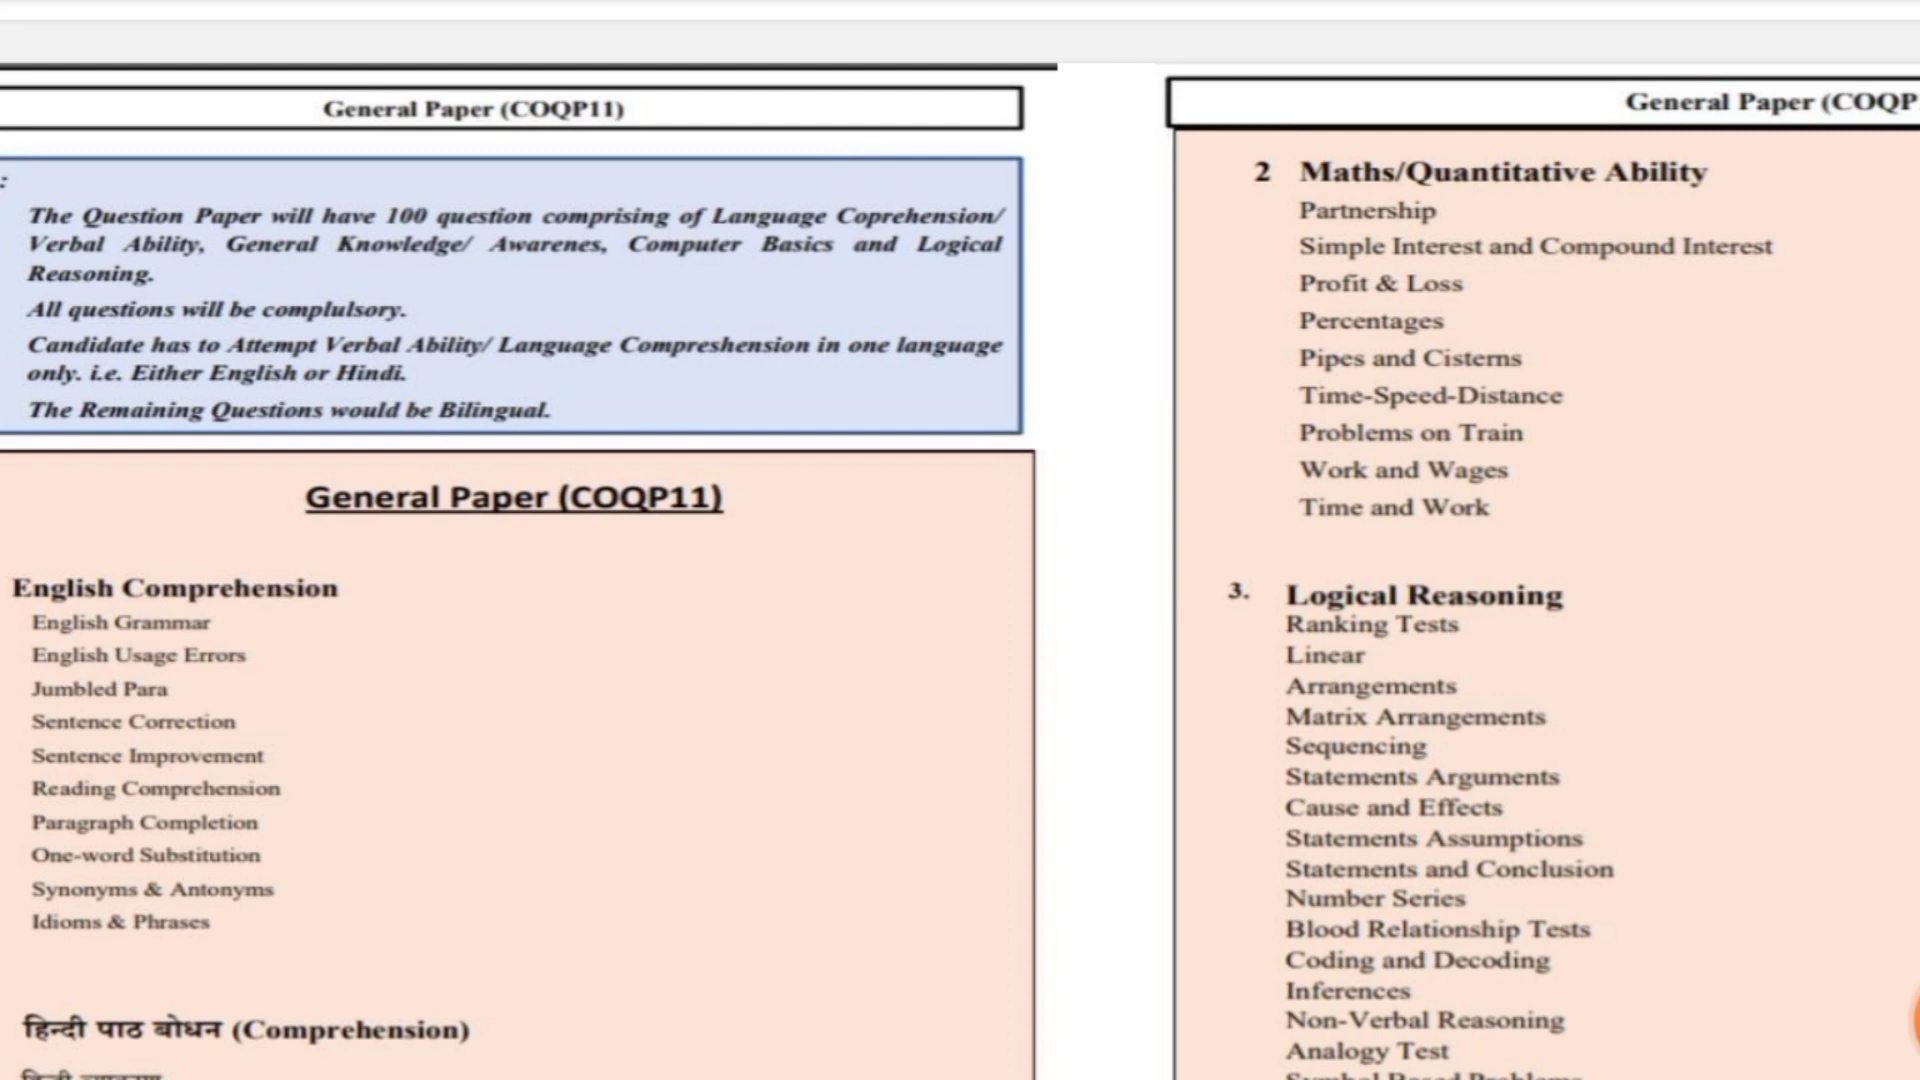 General Paper (COQP11)
:
The Question Paper will have 100 question comprising of Language Coprehension/
Verbal Ability, General Knowledge/ Awarenes, Computer Basics and Logical
Reasoning.
All questions will be complulsory.
Candidate has to Attempt Verbal Ability/ Language Compreshension in one language
only. i.e. Either English or Hindi.
The Remaining Questions would be Bilingual.
General Paper (COQP11)
English Comprehension
English Grammar
English Usage Errors
Jumbled Para
Sentence Correction
Sentence Improvement
Reading Comprehension
Paragraph Completion
One-word Substitution
Synonyms & Antonyms
Idioms & Phrases
हिन्दी पाठ बोधन (Comprehension)
General Paper (COQP
2 Maths/Quantitative Ability
Partnership
Simple Interest and Compound Interest
Profit & Loss
Percentages
Pipes and Cisterns
Time-Speed-Distance
Problems on Train
Work and Wages
Time and Work
3. Logical Reasoning
Ranking Tests
Linear
Arrangements
Matrix Arrangements
Sequencing
Statements Arguments
Cause and Effects
Statements Assumptions
Statements and Conclusion
Number Series
Blood Relationship Tests
Coding and Decoding
Inferences
Non-Verbal Reasoning
Analogy Test